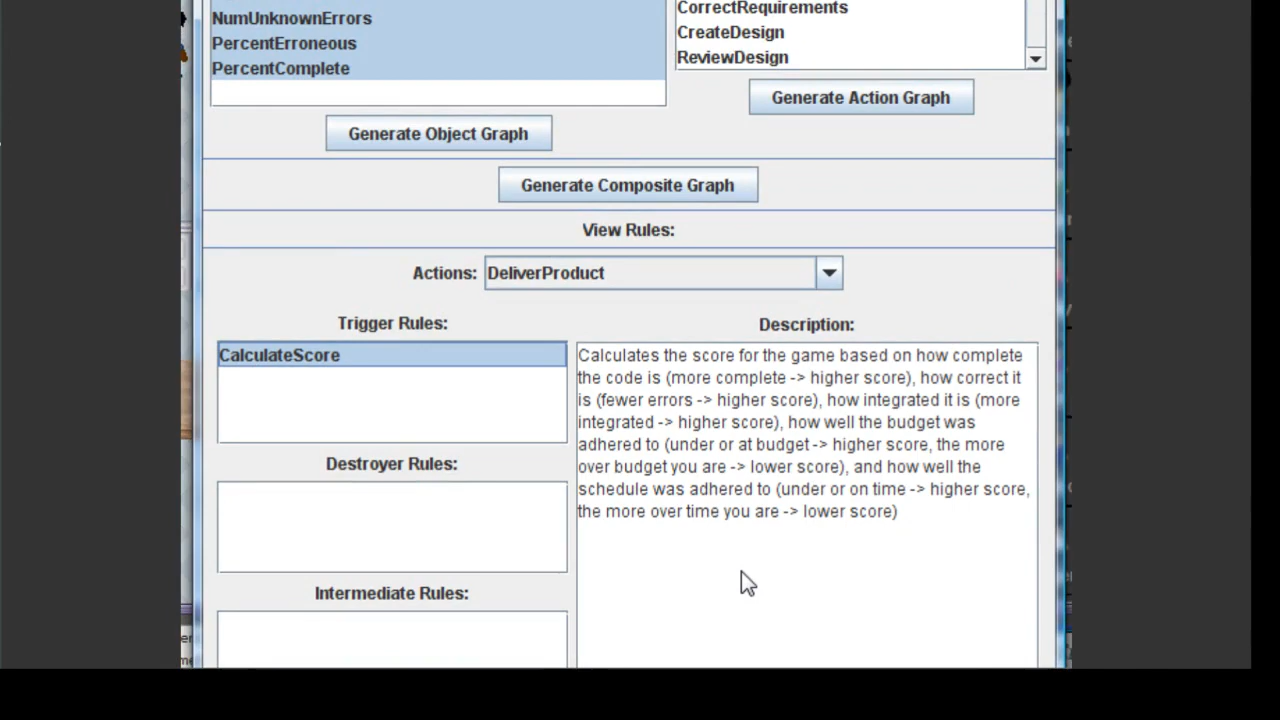 NumUnknownErrors
PercentErroneous
PercentComplete
Generate Object Graph
CorrectRequirements
CreateDesign
ReviewDesign
Generate Action Graph
Generate Composite Graph
View Rules:
Actions: DeliverProduct
Trigger Rules:
CalculateScore
Destroyer Rules:
Intermediate Rules:
Description:
Calculates the score for the game based on how complete
the code is (more complete -> higher score), how correct it
is (fewer errors -> higher score), how integrated it is (more
integrated -> higher score), how well the budget was
adhered to (under or at budget -> higher score, the more
over budget you are -> lower score), and how well the
schedule was adhered to (under or on time -> higher score,
the more over time you are -> lower score)